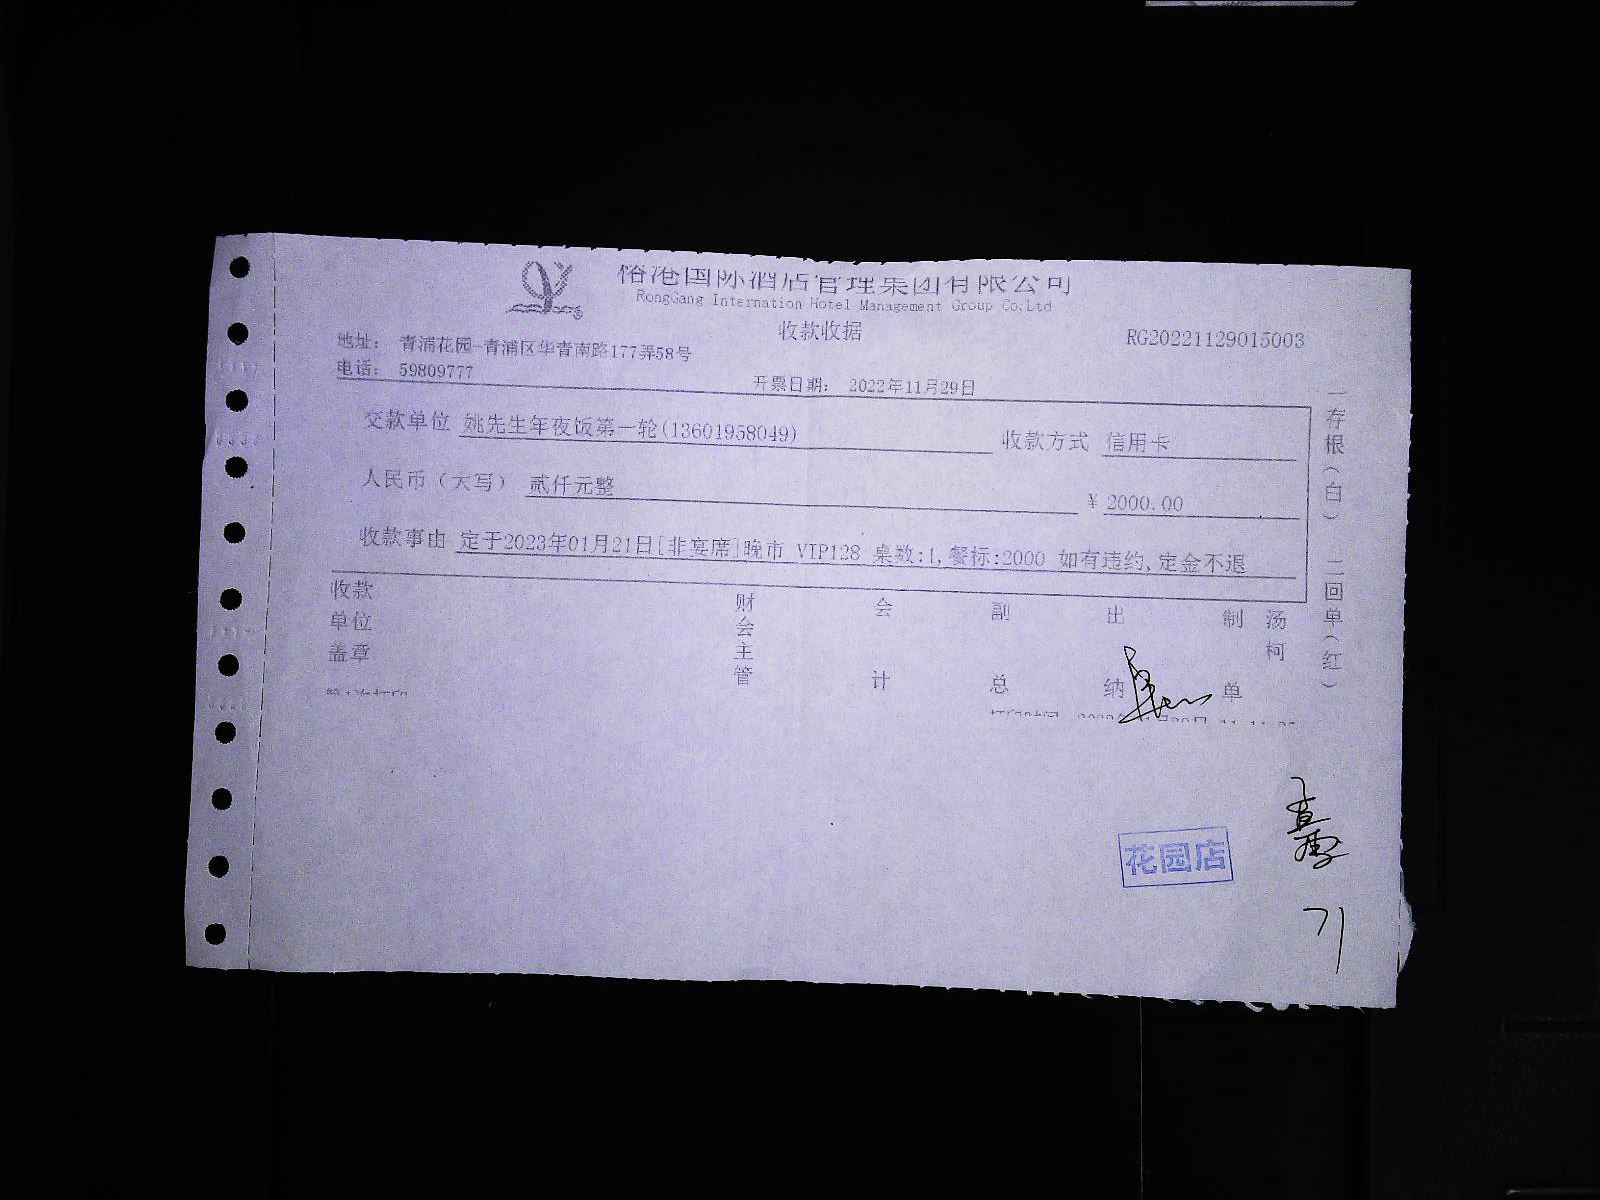 港国际酒店管理集团有限公司
RongGang Internation Hotel Management Group Co.Ltd
收款收据
RG20221129015003
地址： 青浦花园-青浦区华青南路177弄58号
电话： 59809777
开票日期： 2022年11月29日
交款单位 姚先生年夜饭第一轮(13601958049)
收款方式 信用卡
人民币（大写） 贰仟元整
¥ 2000.00
收款事由 定于2023年01月21日[非宴席]晚市 VIP128 桌数:1,餐标:2000 如有违约,定金不退
收款单位盖章
财会主管
会计
副总
出纳
制单
汤柯
一存根（白） 二回单（红）
花园店
71